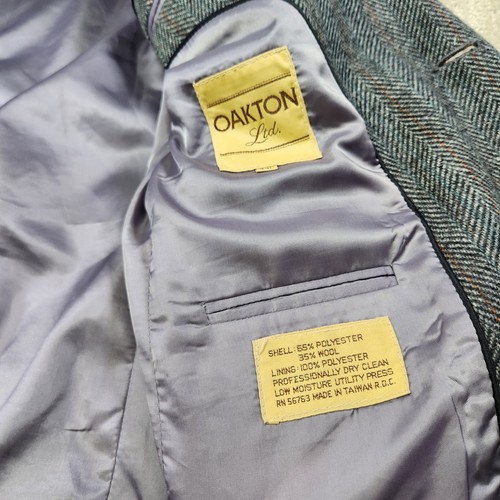 OAKTON
Ltd.
SHELL: 65% POLYESTER
35% WOOL
LINING: 100% POLYESTER
PROFESSIONALLY DRY CLEAN
LOW MOISTURE UTILITY PRESS
RN 56763 MADE IN TAIWAN R.O.C.